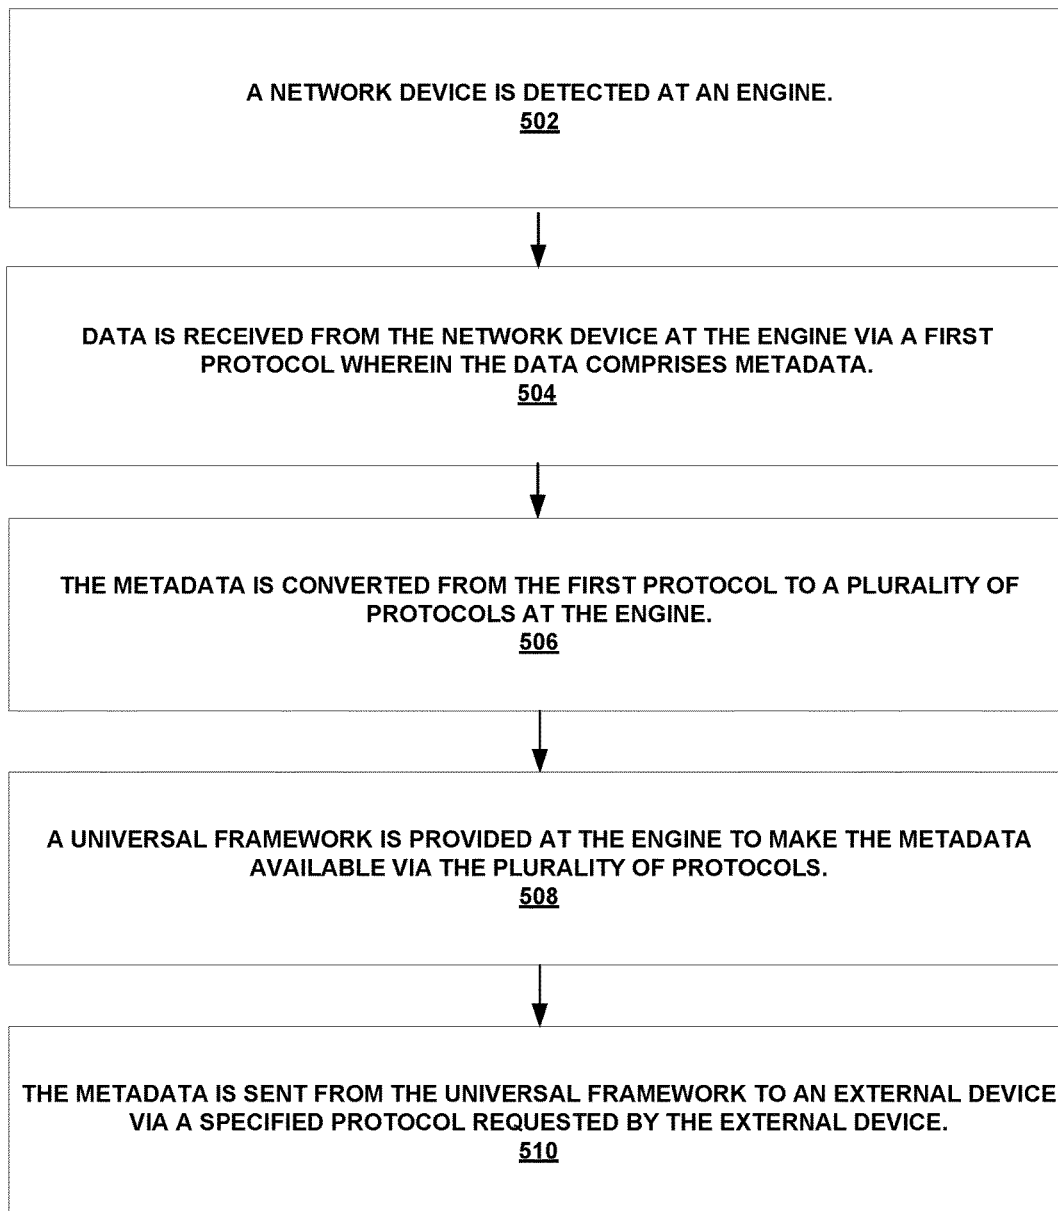 A NETWORK DEVICE IS DETECTED AT AN ENGINE.
502
DATA IS RECEIVED FROM THE NETWORK DEVICE AT THE ENGINE VIA A FIRST
PROTOCOL WHEREIN THE DATA COMPRISES METADATA.
504
THE METADATA IS CONVERTED FROM THE FIRST PROTOCOL TO A PLURALITY OF
PROTOCOLS AT THE ENGINE.
506
A UNIVERSAL FRAMEWORK IS PROVIDED AT THE ENGINE TO MAKE THE METADATA
AVAILABLE VIA THE PLURALITY OF PROTOCOLS.
508
THE METADATA IS SENT FROM THE UNIVERSAL FRAMEWORK TO AN EXTERNAL DEVICE
VIA A SPECIFIED PROTOCOL REQUESTED BY THE EXTERNAL DEVICE.
510